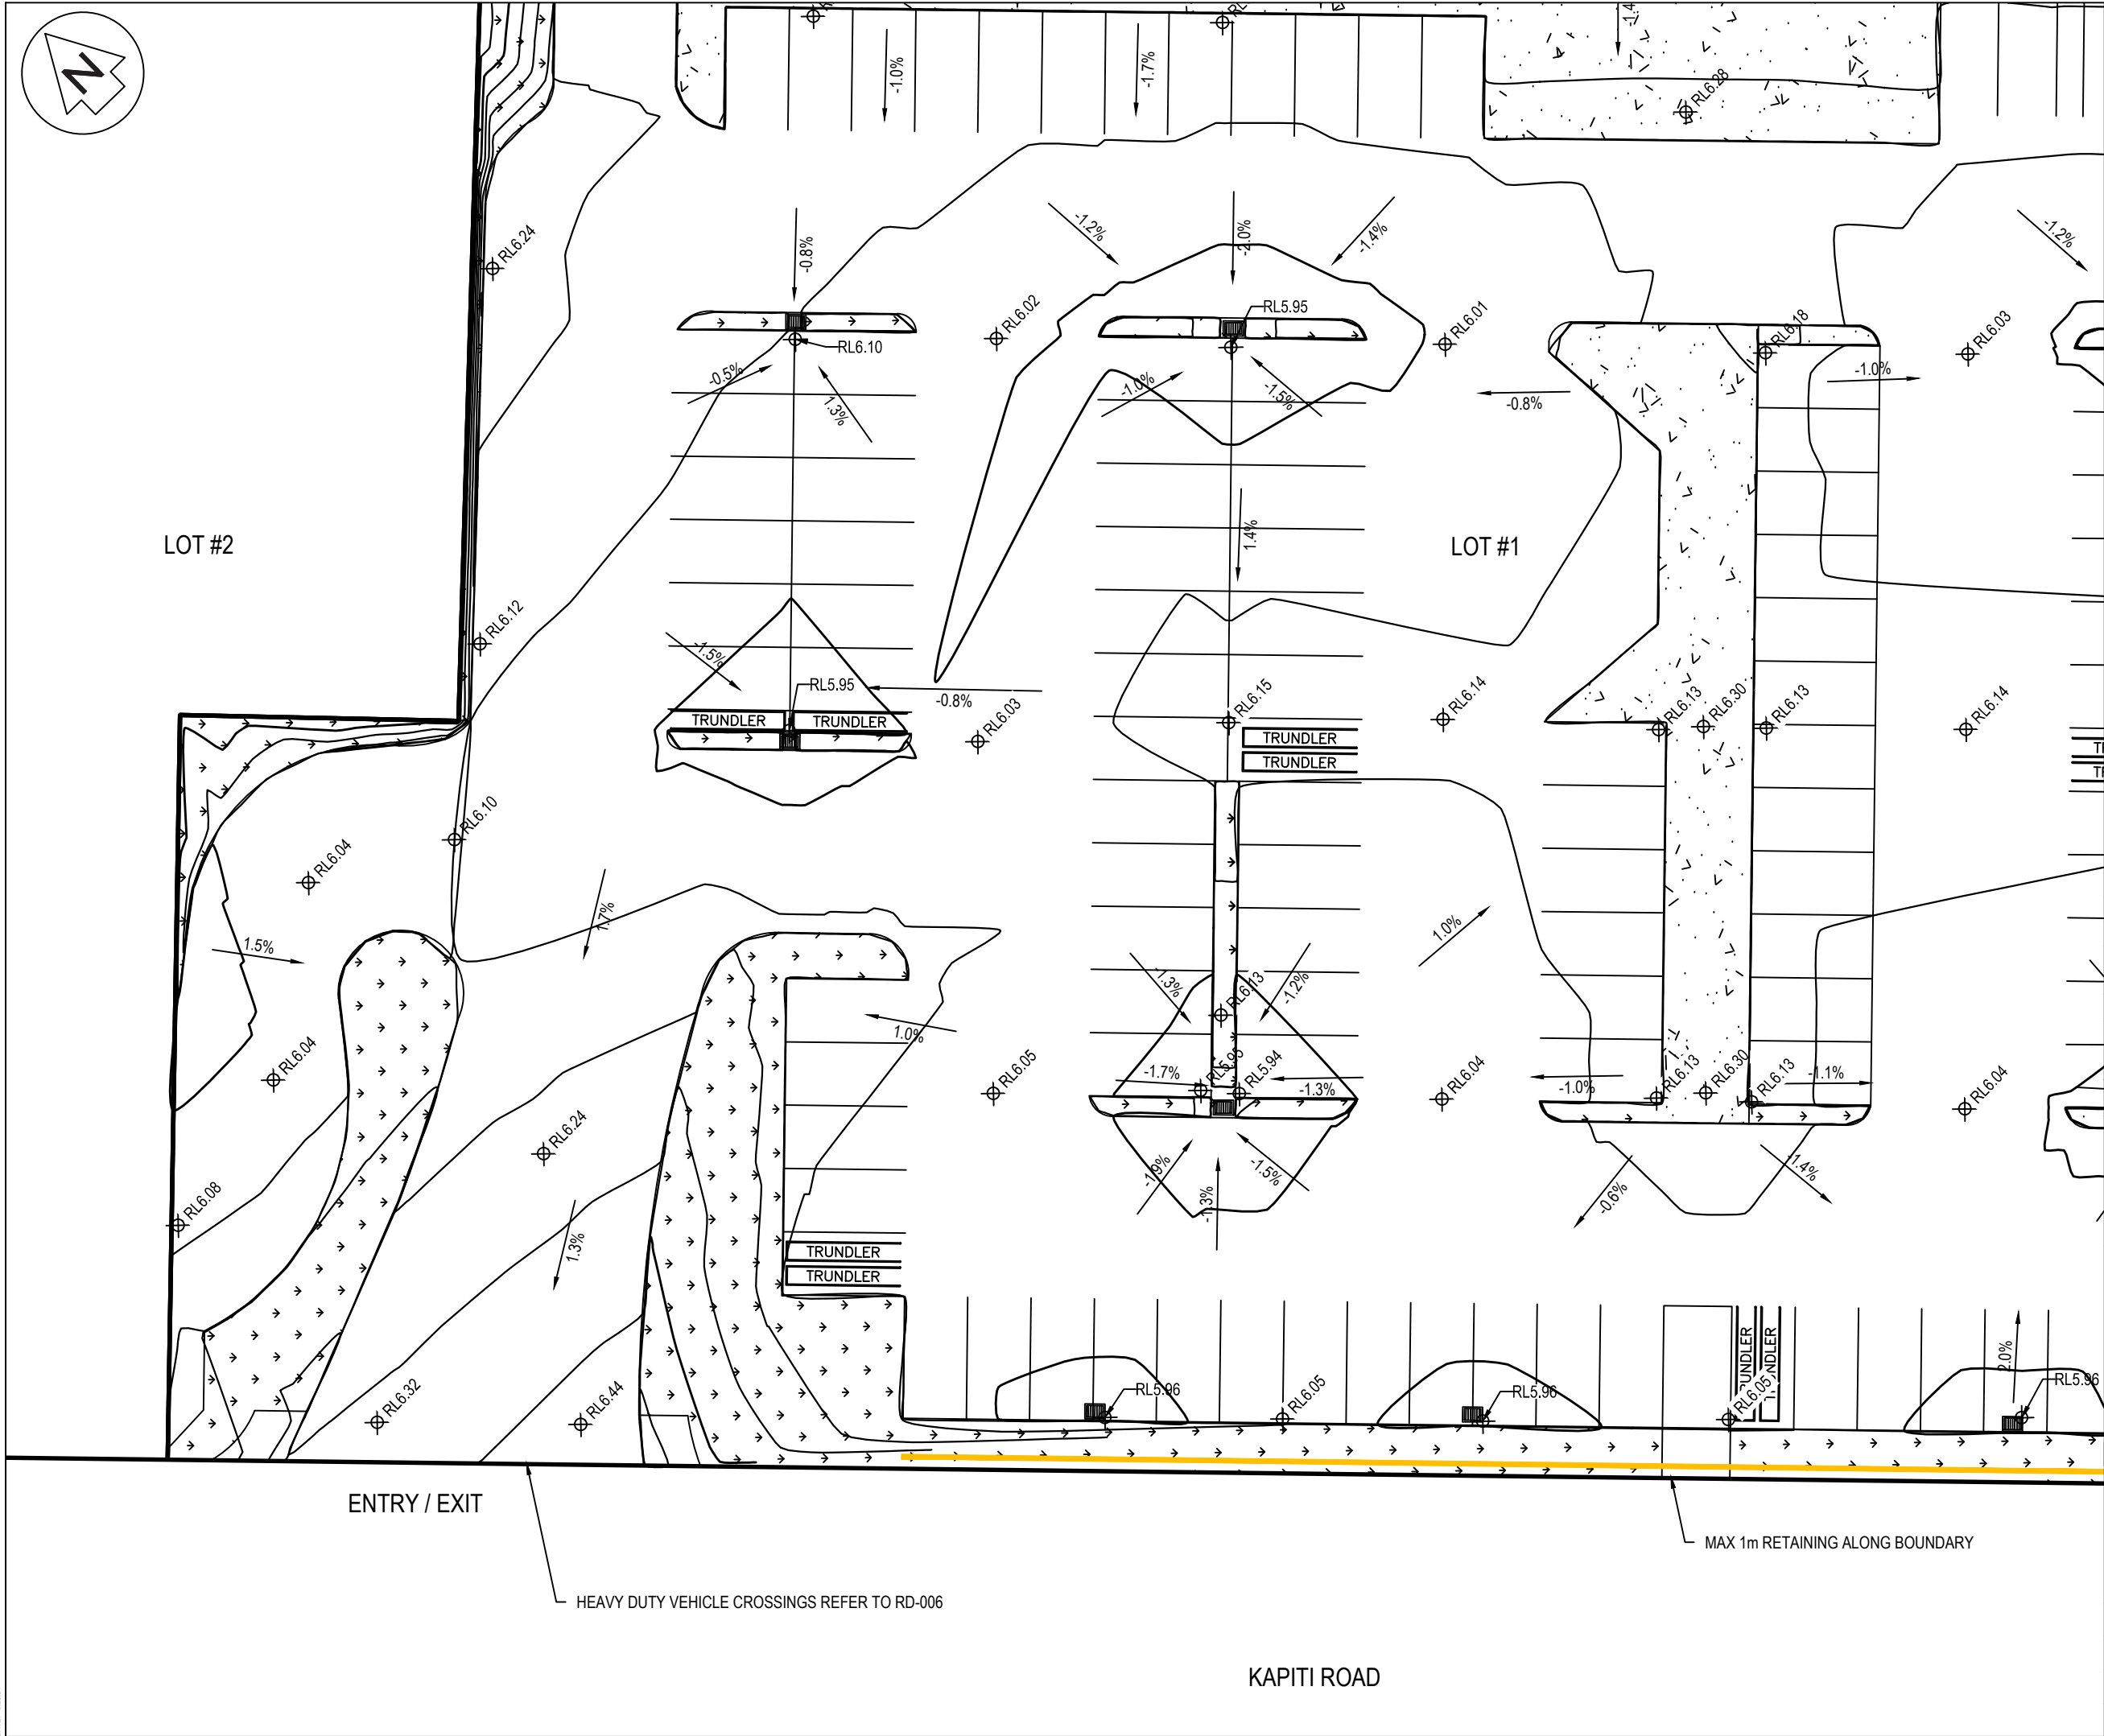 N
-1.0%
-1.7%
-1.4
RL6.28
RL6.24
-0.8%
-1.2%
-2.0%
-1.4%
-1.2%
RL6.10
RL6.02
RL5.95
RL6.01
RL6.18
RL6.03
-0.5%
1.3%
-1.0%
-1.5%
-0.8%
-1.0%
LOT #2
1.4%
LOT #1
RL6.12
-1.5%
RL5.95
-0.8%
RL6.03
TRUNDLER
TRUNDLER
RL6.15
TRUNDLER
TRUNDLER
RL6.14
RL6.13
RL6.30
RL6.13
RL6.14
RL6.10
RL6.04
1.7%
1.5%
1.0%
-1.3%
RL6.13
-1.2%
1.0%
RL6.04
RL6.05
-1.7%
RL5.95
RL5.94
-1.3%
RL6.04
-1.0%
RL6.13
RL6.30
RL6.13
-1.1%
RL6.04
RL6.24
RL6.08
-1.9%
-1.3%
-1.5%
-0.6%
-1.4%
1.3%
TRUNDLER
TRUNDLER
RL6.32
RL6.44
RL5.96
RL6.05
RL5.96
TRUNDLER
TRUNDLER
RL6.05
2.0%
RL5.96
ENTRY / EXIT
MAX 1m RETAINING ALONG BOUNDARY
HEAVY DUTY VEHICLE CROSSINGS REFER TO RD-006
KAPITI ROAD